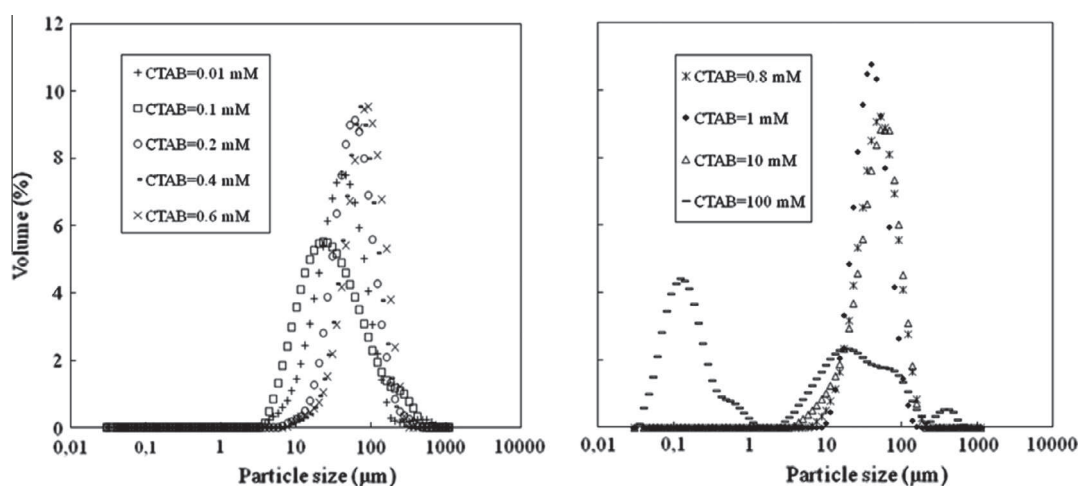 12
10
8
6
4
2
0
Volume (%)
CTAB=0.01 mM
CTAB=0.1 mM
CTAB=0.2 mM
CTAB=0.4 mM
CTAB=0.6 mM
0,01 0,1 1 10 100 1000 10000
Particle size (µm)
CTAB=0.8 mM
CTAB=1 mM
CTAB=10 mM
CTAB=100 mM
0,01 0,1 1 10 100 1000 10000
Particle size (µm)